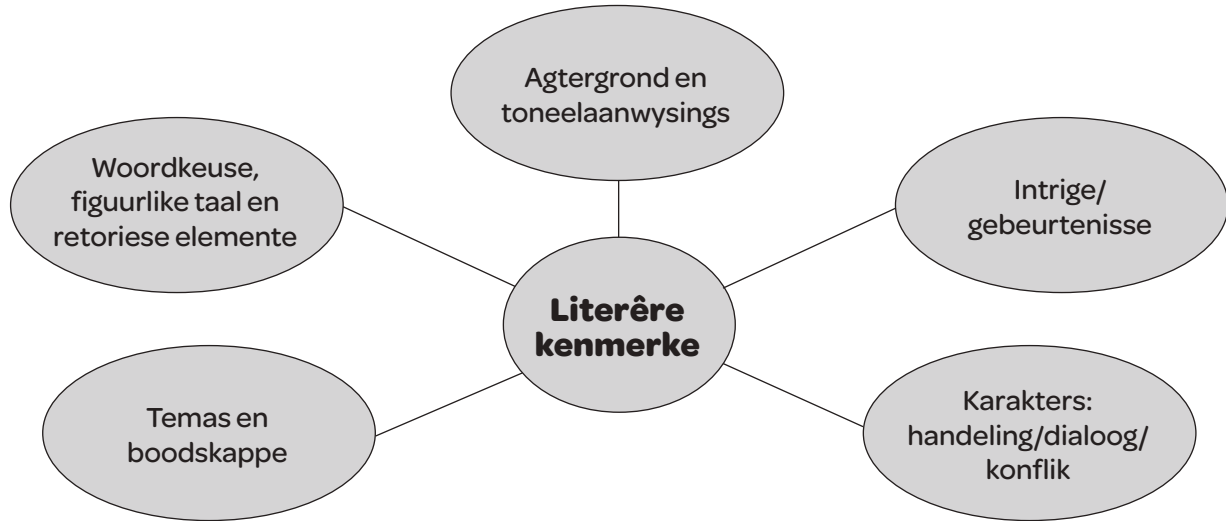 Agtergrond en
toneelaanwysings
Woordkeuse,
figuurlike taal en
retoriese elemente
Intrige/
gebeurtenisse
Literêre
kenmerke
Temas en
boodskappe
Karakters:
handeling/dialoog/
konflik